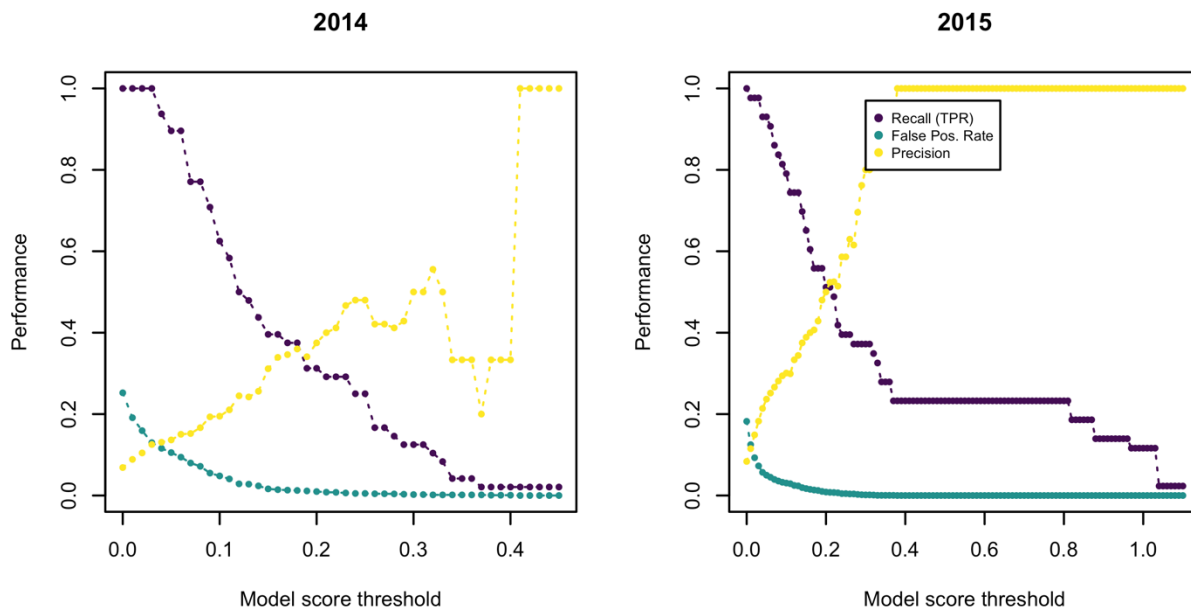 2014
2015
Performance
1.0
0.8
0.6
0.4
0.2
0.0
0.0 0.1 0.2 0.3 0.4
Model score threshold
Performance
1.0
0.8
0.6
0.4
0.2
0.0
Recall (TPR)
False Pos. Rate
Precision
0.0 0.2 0.4 0.6 0.8 1.0
Model score threshold